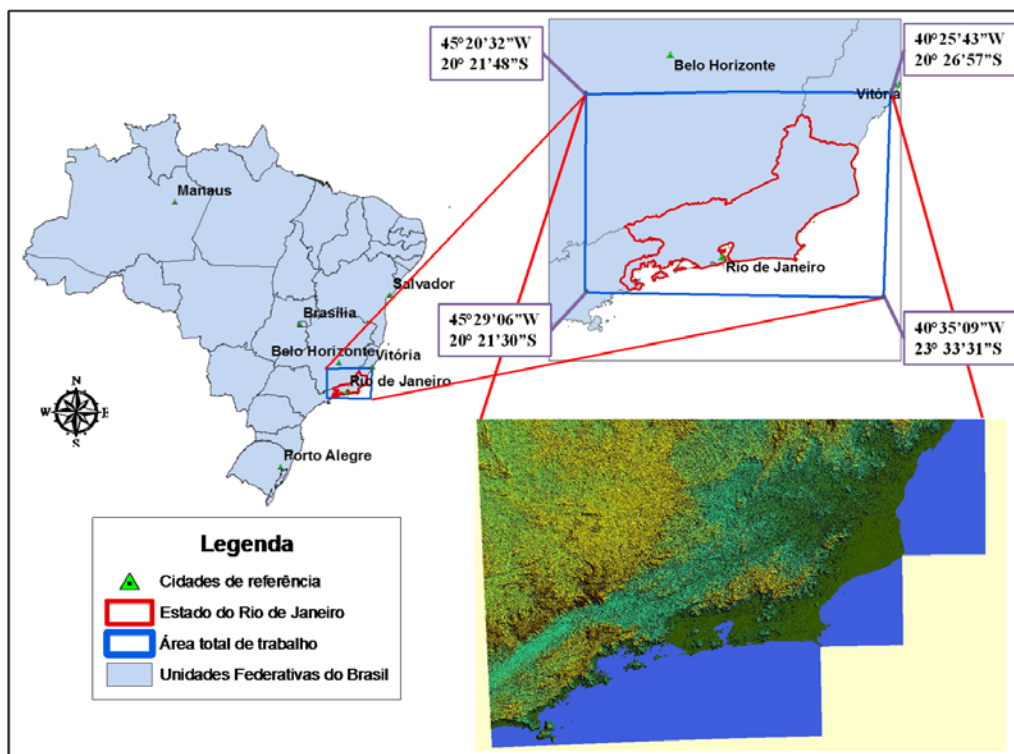 45°20'32"W
20° 21'48"S
40°25'43"W
20° 26'57"S
Belo Horizonte
Vitória
Rio de Janeiro
45°29'06"W
20° 21'30"S
40°35'09"W
23° 33'31"S
Manaus
Salvador
Brasília
Belo Horizonte
Vitória
Rio de Janeiro
Porto Alegre
N
W
E
S
Legenda
Cidades de referência
Estado do Rio de Janeiro
Área total de trabalho
Unidades Federativas do Brasil